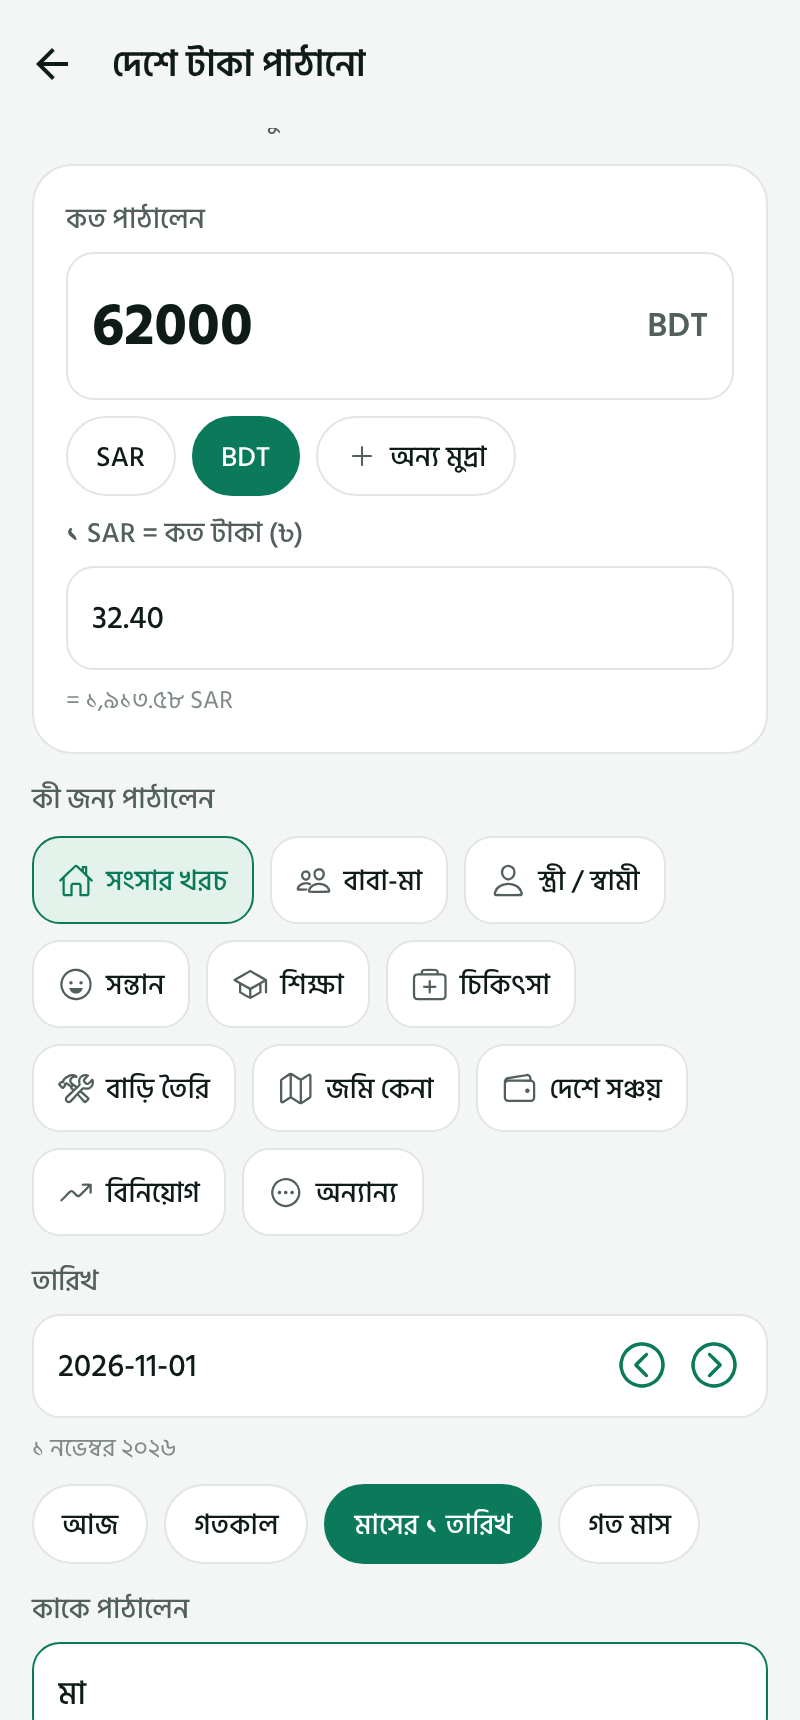 দেশে টাকা পাঠানো
কত পাঠালেন
62000 BDT
SAR BDT + অন্য মুদ্রা
১ SAR = কত টাকা (৳)
32.40
= ১,৯১৩.৫৮ SAR
কী জন্য পাঠালেন
সংসার খরচ বাবা-মা স্ত্রী / স্বামী
সন্তান শিক্ষা চিকিৎসা
বাড়ি তৈরি জমি কেনা দেশে সঞ্চয়
বিনিয়োগ অন্যান্য
তারিখ
2026-11-01
১ নভেম্বর ২০২৬
আজ গতকাল মাসের ১ তারিখ গত মাস
কাকে পাঠালেন
মা